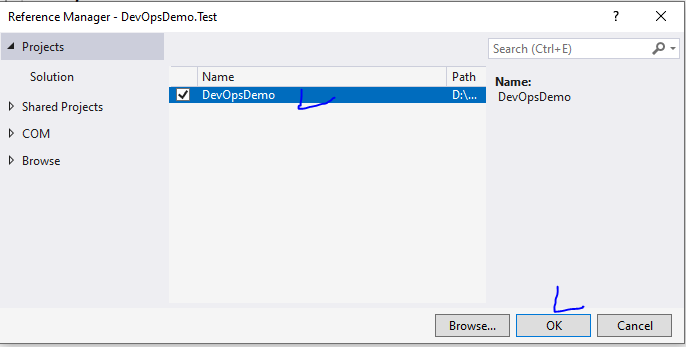 Reference Manager - DevOpsDemo.Test
? ×
Projects
Search (Ctrl+E)
Solution
Name Path
Name:
DevOpsDemo D:\...
DevOpsDemo
Shared Projects
COM
Browse
Browse... OK Cancel